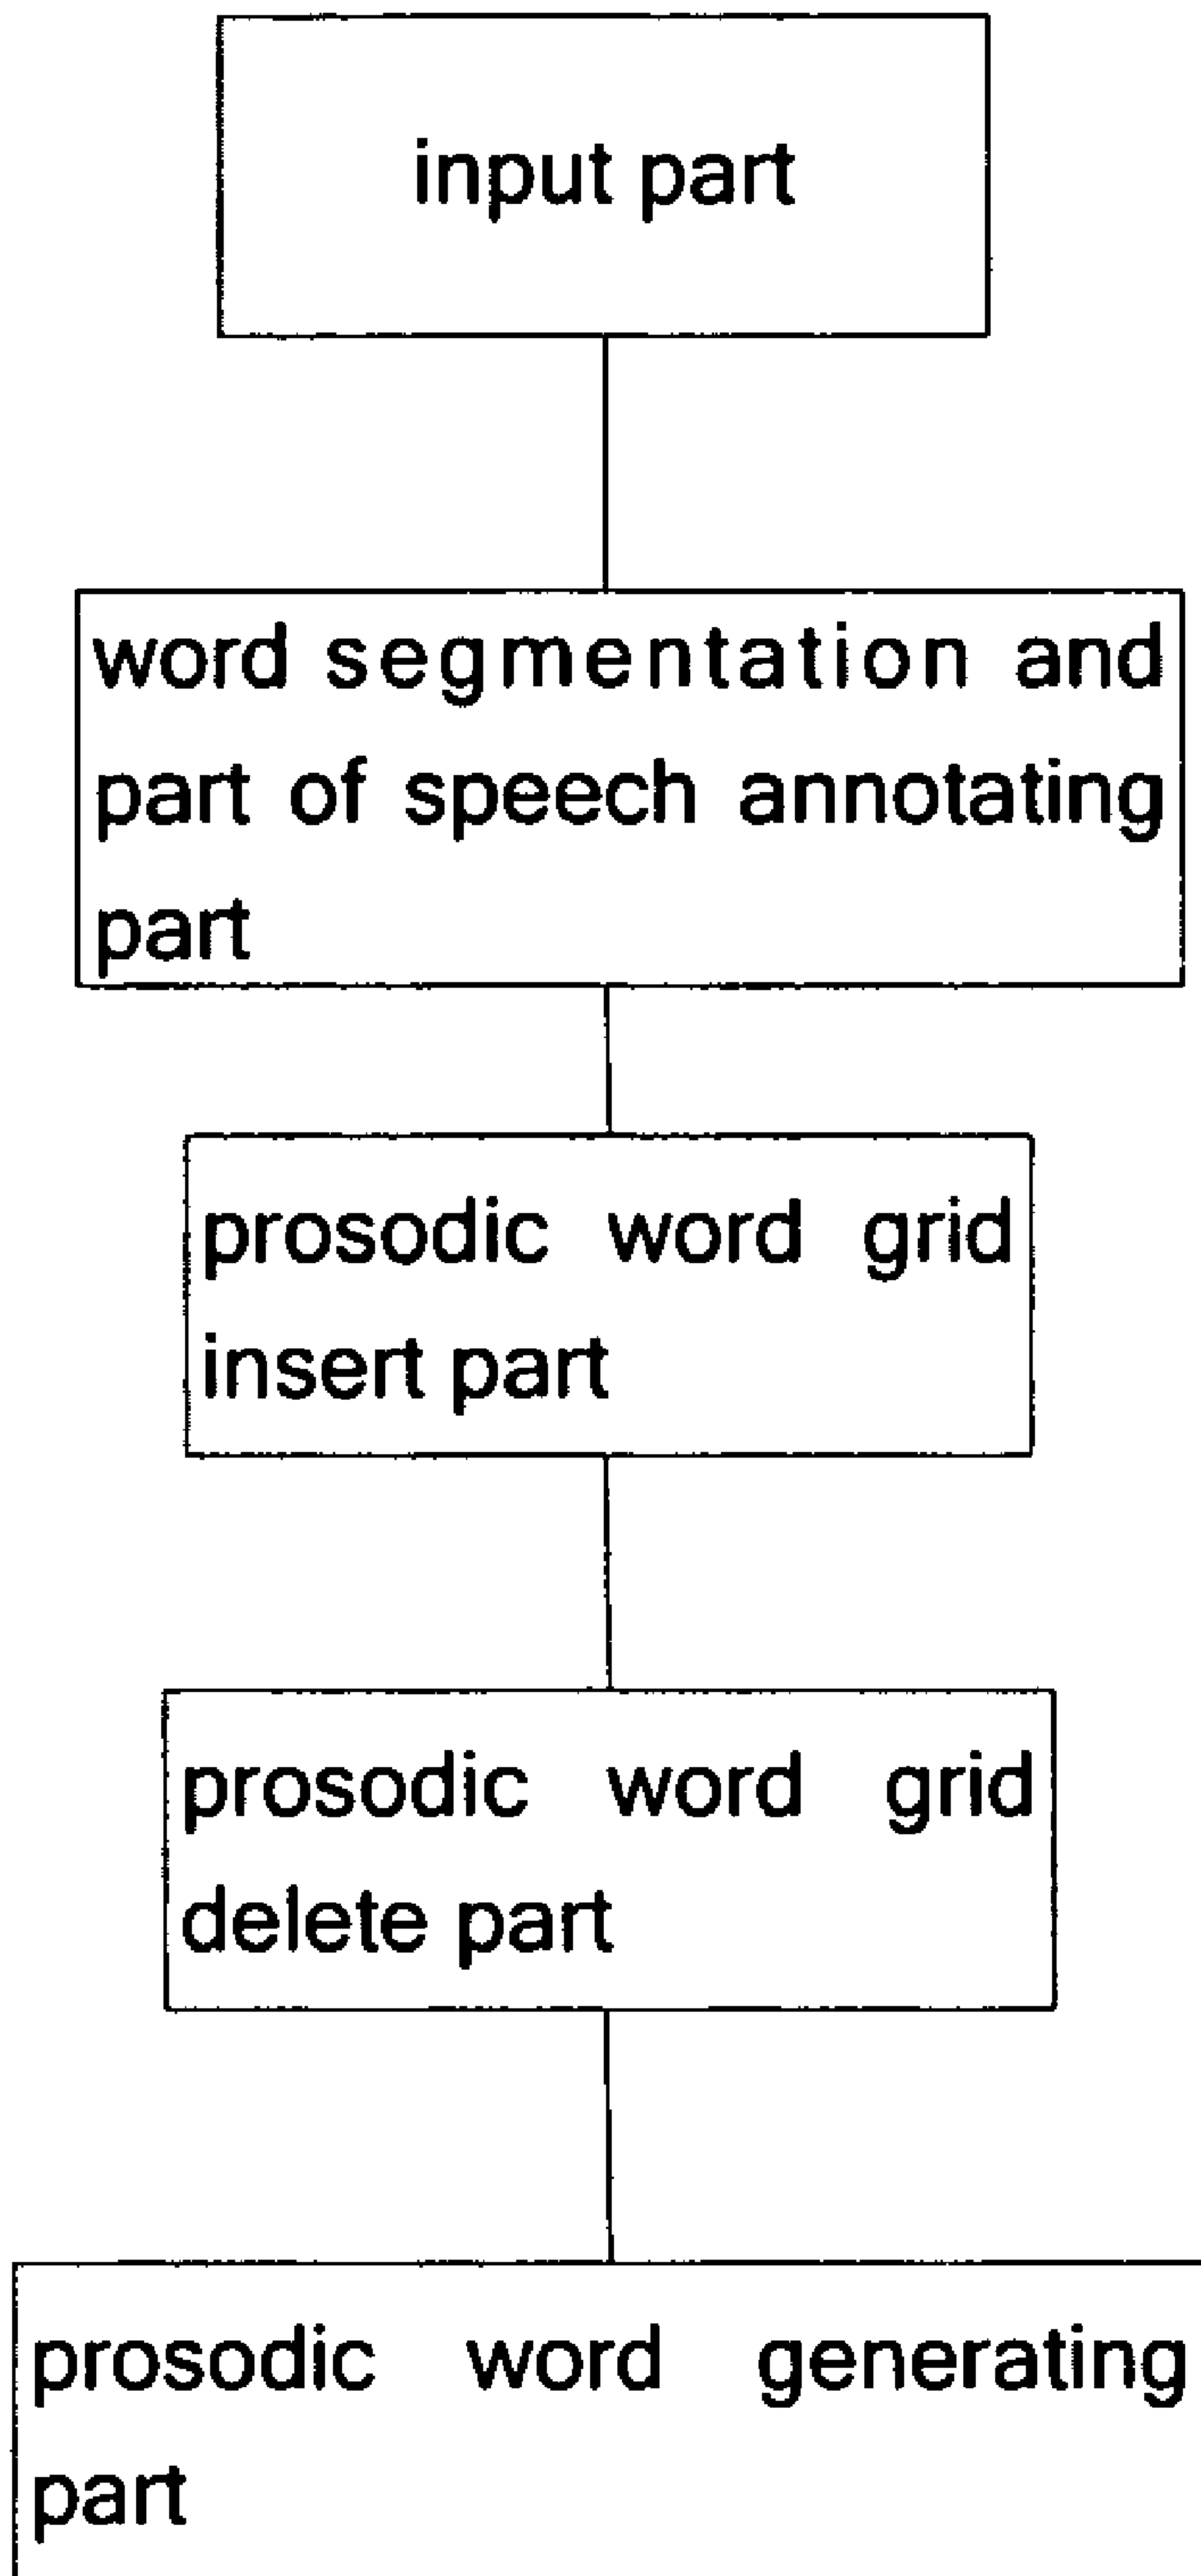 input part
word segmentation and
part of speech annotating
part
prosodic word grid
insert part
prosodic word grid
delete part
prosodic word generating
part